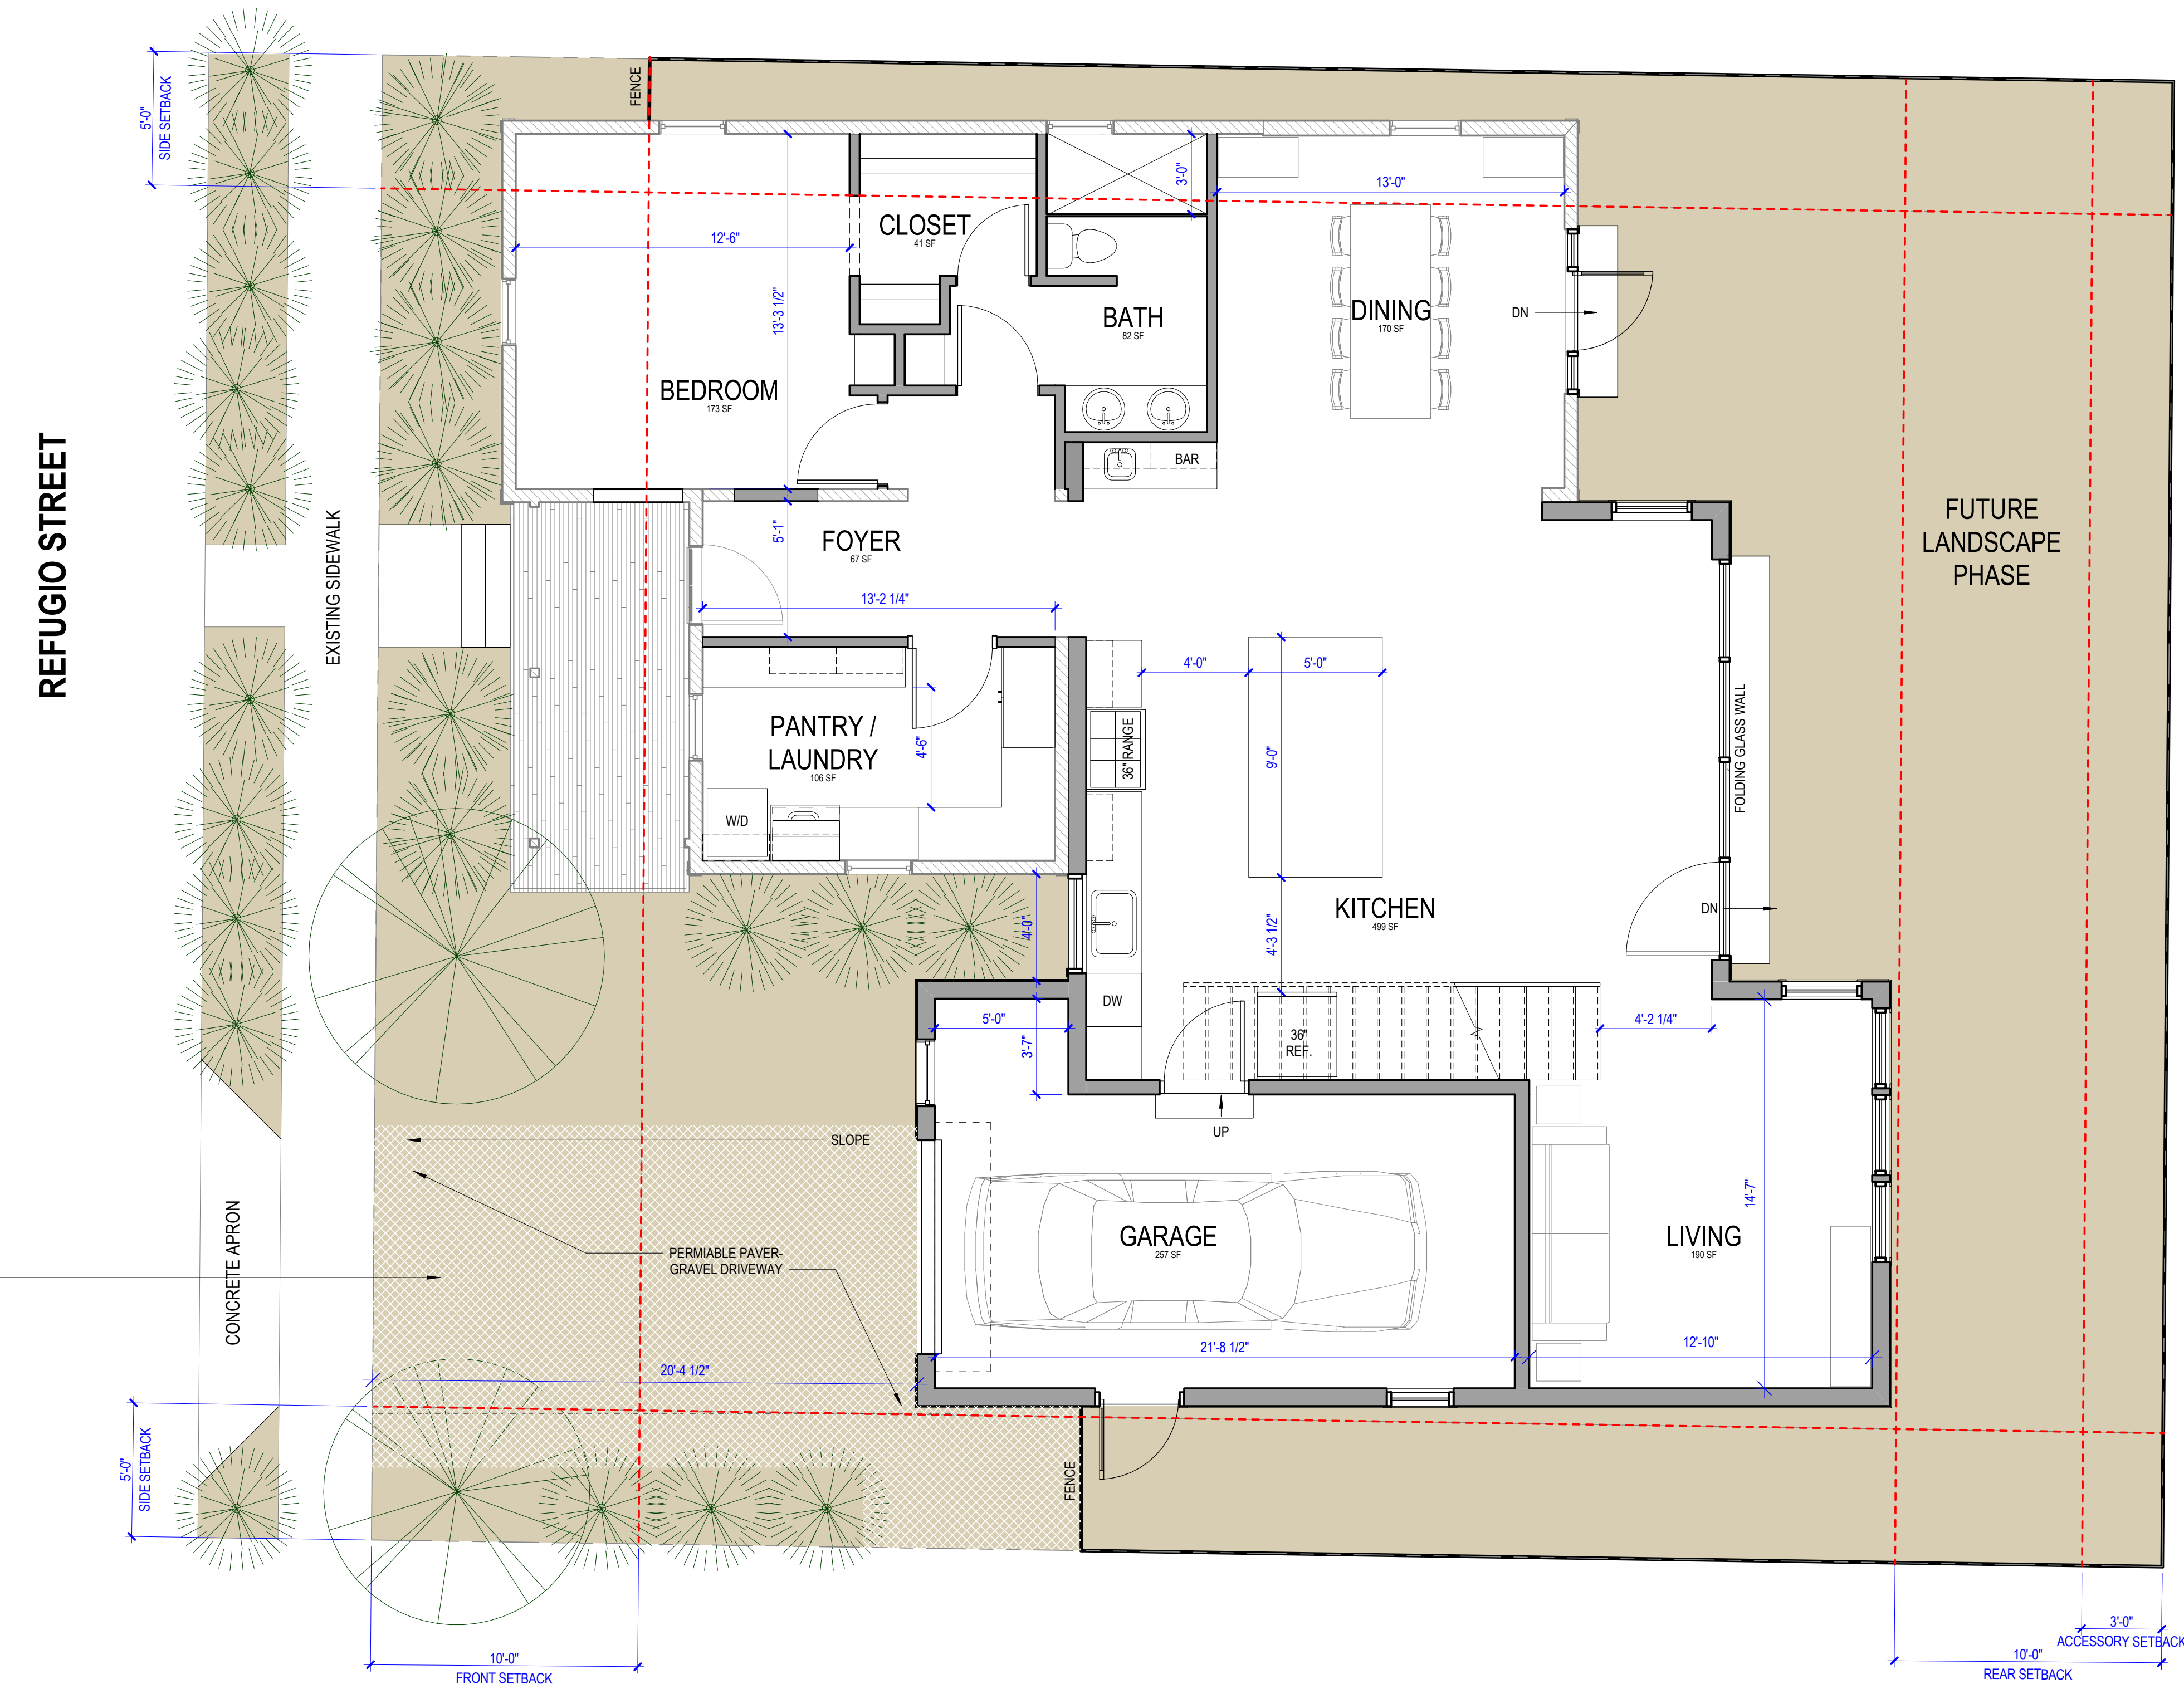 FENCE
5'-0"
SIDE SETBACK
3'-0"
13'-0"
12'-6"
CLOSET
41 SF
13'-3 1/2"
BATH
82 SF
DINING
170 SF
DN
BEDROOM
173 SF
BAR
REFUGIO STREET
EXISTING SIDEWALK
5'-1"
FOYER
67 SF
FUTURE
LANDSCAPE
PHASE
13'-2 1/4"
4'-0"
5'-0"
PANTRY /
LAUNDRY
106 SF
4'-6"
36" RANGE
9'-0"
FOLDING GLASS WALL
W/D
KITCHEN
499 SF
DN
4'-0"
4'-3 1/2"
DW
5'-0"
3'-7"
36"
REF.
4'-2 1/4"
UP
SLOPE
14'-7"
GARAGE
257 SF
LIVING
190 SF
PERMIABLE PAVER-
GRAVEL DRIVEWAY
CONCRETE APRON
20'-4 1/2"
21'-8 1/2"
12'-10"
5'-0"
SIDE SETBACK
FENCE
3'-0"
ACCESSORY SETBACK
10'-0"
FRONT SETBACK
10'-0"
REAR SETBACK